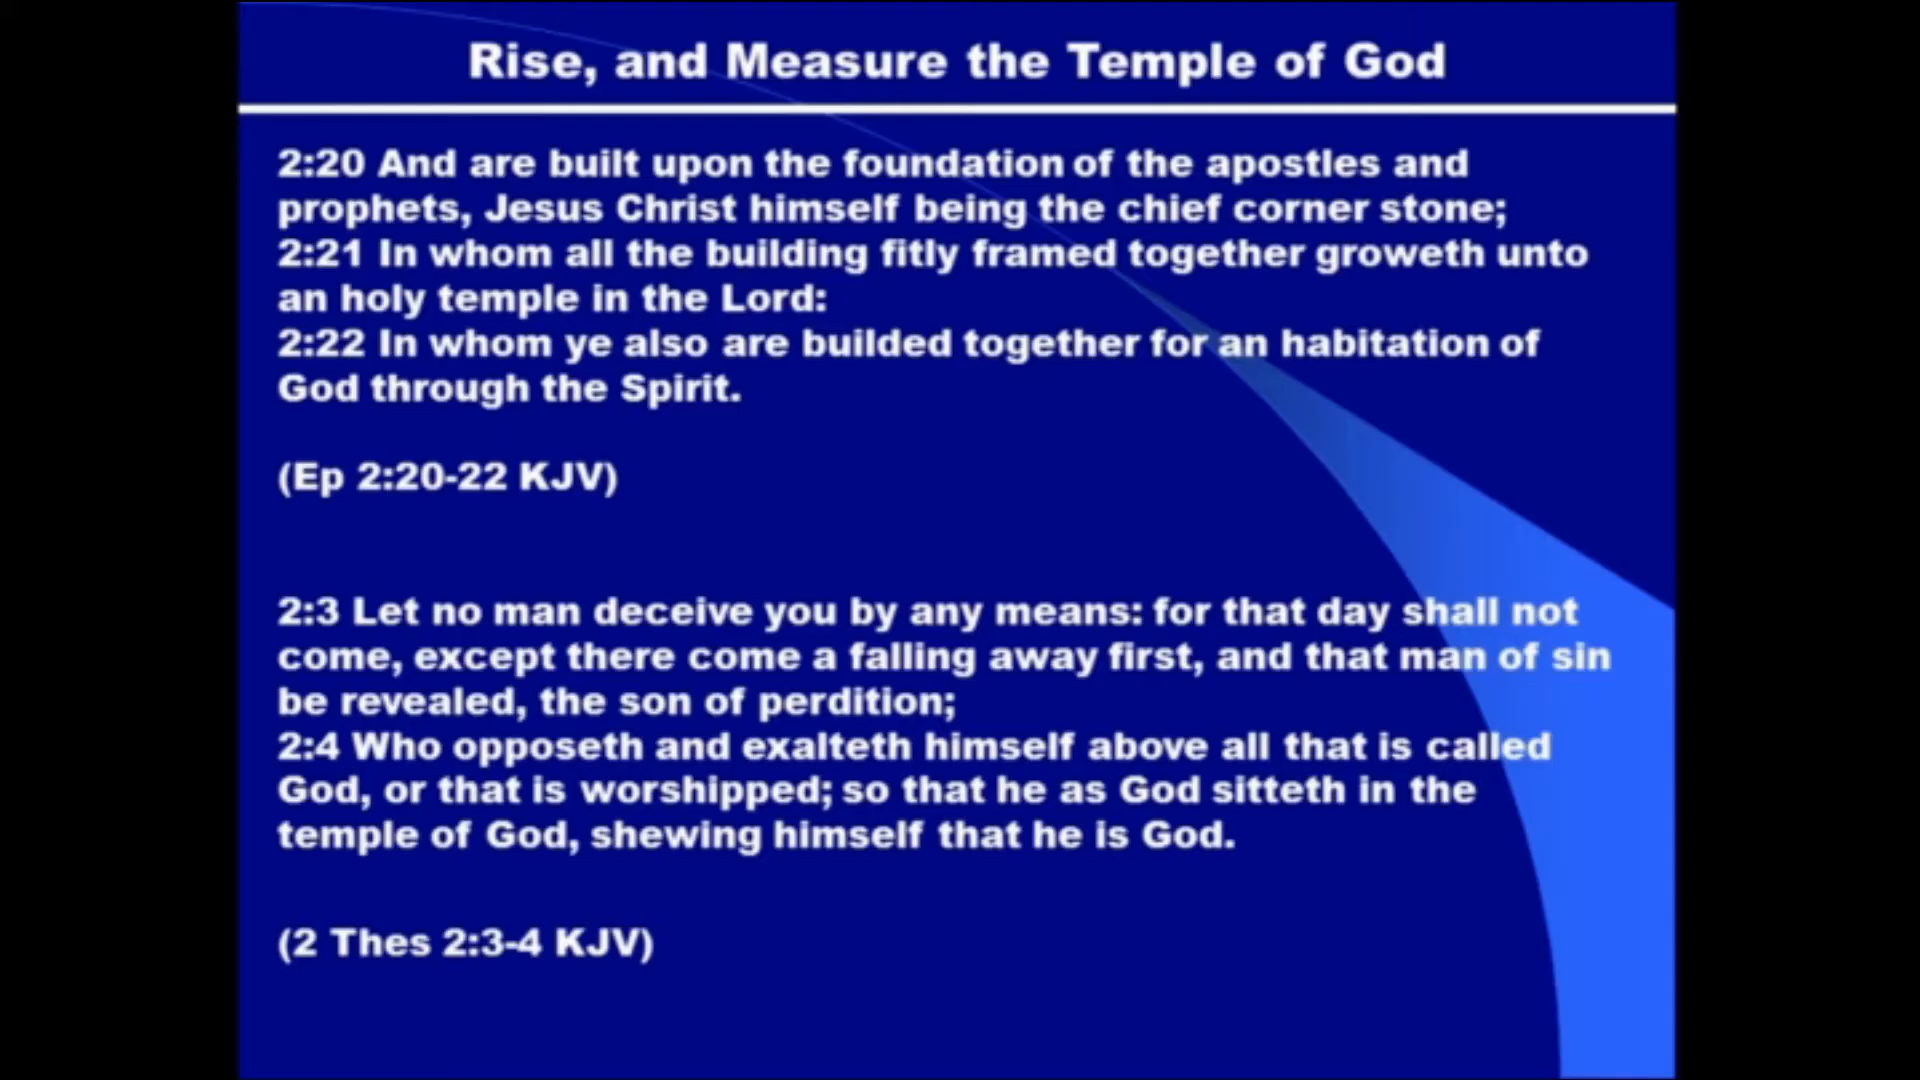 Rise, and Measure the Temple of God
2:20 And are built upon the foundation of the apostles and
prophets, Jesus Christ himself being the chief corner stone;
2:21 In whom all the building fitly framed together groweth unto
an holy temple in the Lord:
2:22 In whom ye also are builded together for an habitation of
God through the Spirit.
(Ep 2:20-22 KJV)
2:3 Let no man deceive you by any means: for that day shall not
come, except there come a falling away first, and that man of sin
be revealed, the son of perdition;
2:4 Who opposeth and exalteth himself above all that is called
God, or that is worshipped; so that he as God sitteth in the
temple of God, shewing himself that he is God.
(2 Thes 2:3-4 KJV)